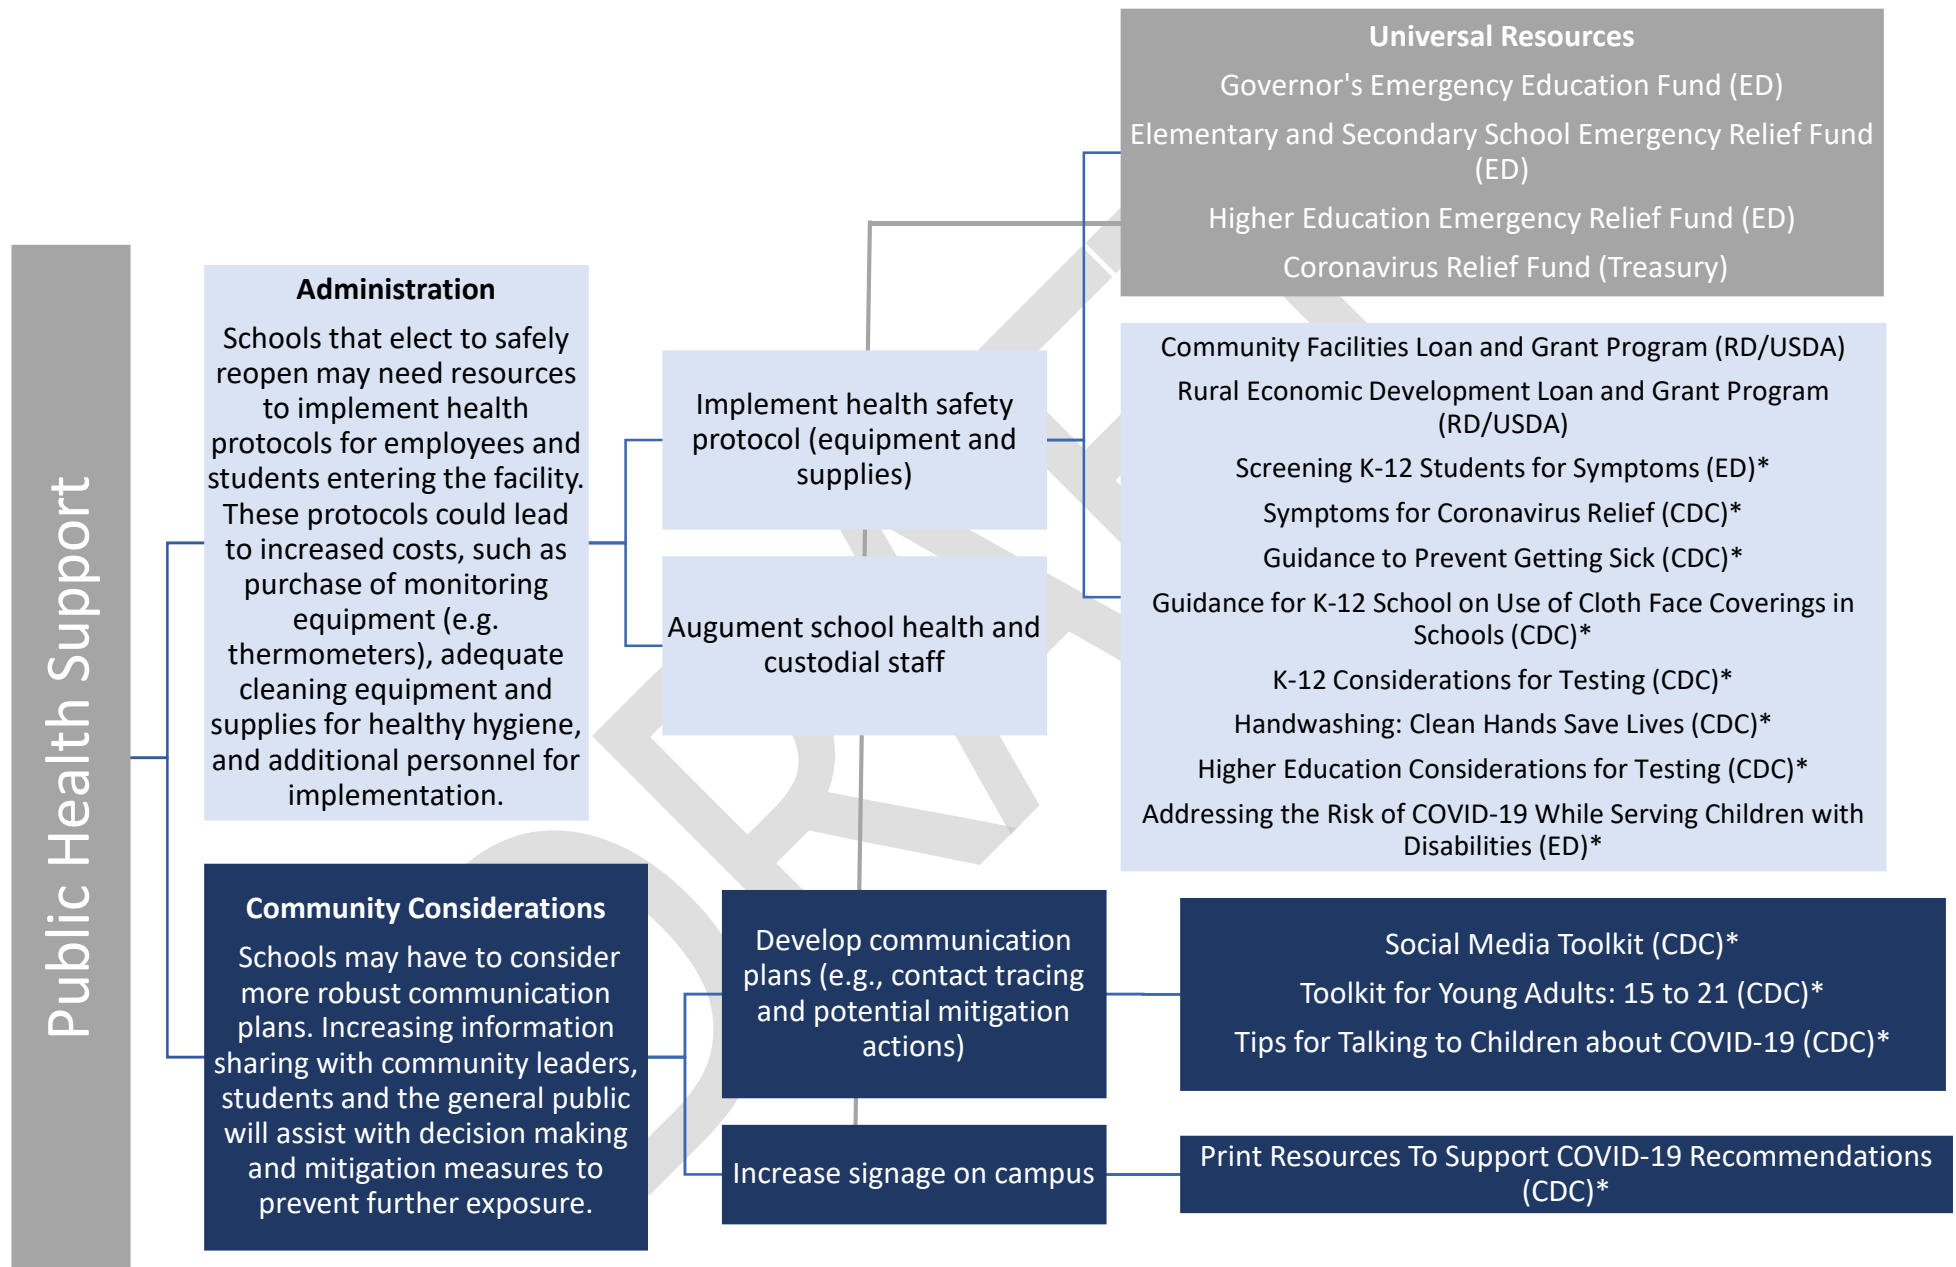 Public Health Support
Administration
Schools that elect to safely
reopen may need resources
to implement health
protocols for employees and
students entering the facility.
These protocols could lead
to increased costs, such as
purchase of monitoring
equipment (e.g.
thermometers), adequate
cleaning equipment and
supplies for healthy hygiene,
and additional personnel for
implementation.
Community Considerations
Schools may have to consider
more robust communication
plans. Increasing information
sharing with community leaders,
students and the general public
will assist with decision making
and mitigation measures to
prevent further exposure.
Implement health safety
protocol (equipment and
supplies)
Augument school health and
custodial staff
Develop communication
plans (e.g., contact tracing
and potential mitigation
actions)
Increase signage on campus
Universal Resources
Governor's Emergency Education Fund (ED)
Elementary and Secondary School Emergency Relief Fund
(ED)
Higher Education Emergency Relief Fund (ED)
Coronavirus Relief Fund (Treasury)
Community Facilities Loan and Grant Program (RD/USDA)
Rural Economic Development Loan and Grant Program
(RD/USDA)
Screening K-12 Students for Symptoms (ED)*
Symptoms for Coronavirus Relief (CDC)*
Guidance to Prevent Getting Sick (CDC)*
Guidance for K-12 School on Use of Cloth Face Coverings in
Schools (CDC)*
K-12 Considerations for Testing (CDC)*
Handwashing: Clean Hands Save Lives (CDC)*
Higher Education Considerations for Testing (CDC)*
Addressing the Risk of COVID-19 While Serving Children with
Disabilities (ED)*
Social Media Toolkit (CDC)*
Toolkit for Young Adults: 15 to 21 (CDC)*
Tips for Talking to Children about COVID-19 (CDC)*
Print Resources To Support COVID-19 Recommendations
(CDC)*
DRAFT